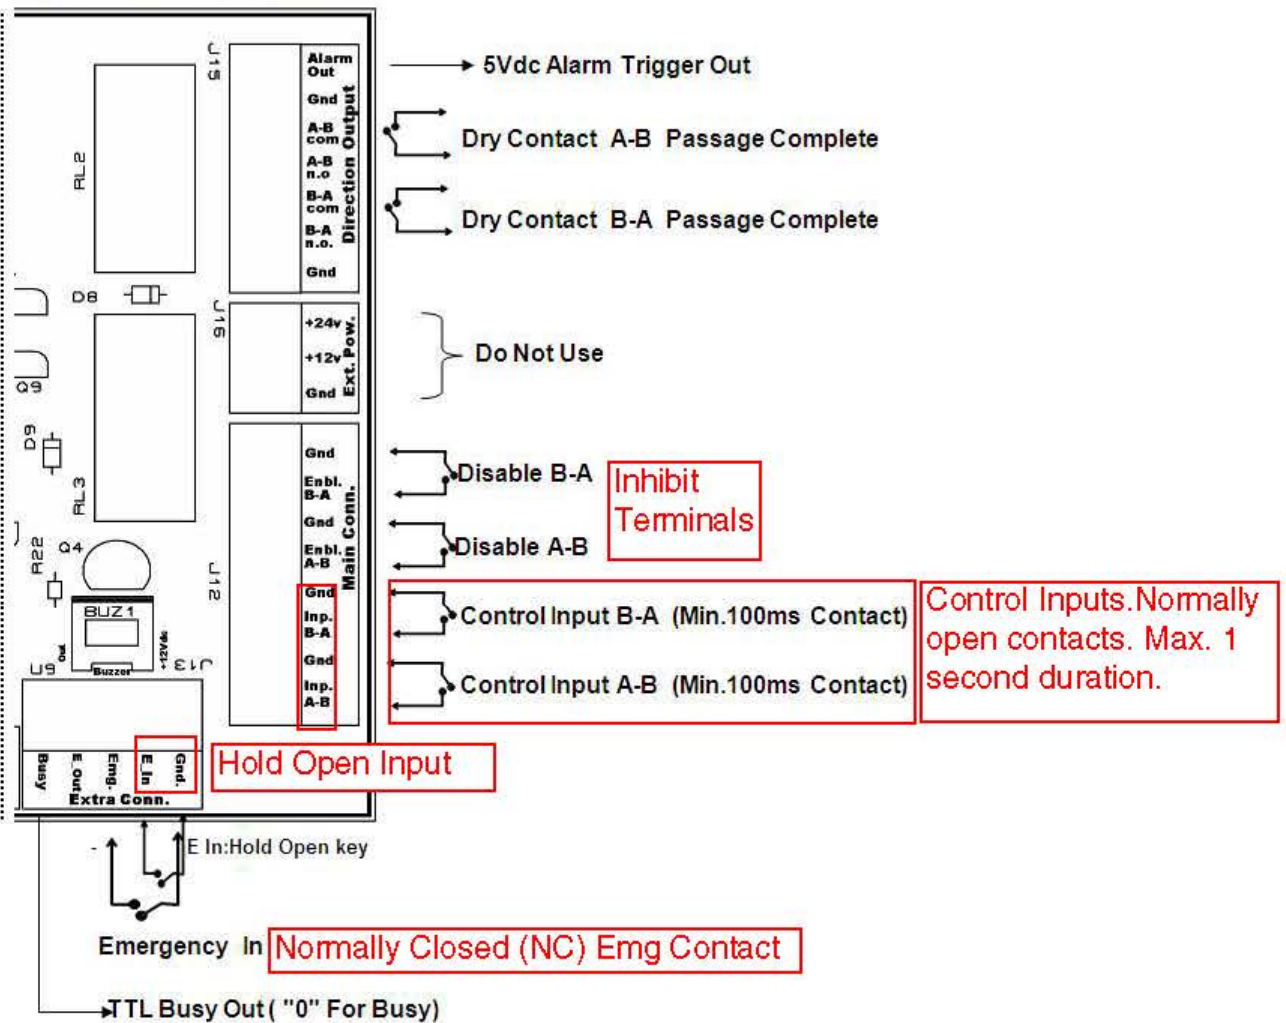 J15
Alarm
Out
Gnd
A-B
com
A-B
n.o
B-A
com
B-A
n.o.
Gnd
Direction Output
5Vdc Alarm Trigger Out
Dry Contact A-B Passage Complete
Dry Contact B-A Passage Complete
RL2
D8
J16
+24v
+12v
Gnd
Ext. Pow.
Do Not Use
Q9
D9
RL3
Gnd
Enbl.
B-A
Gnd
Enbl.
A-B
Gnd
Inp.
B-A
Gnd
Inp.
A-B
Main Conn.
Disable B-A
Disable A-B
Inhibit
Terminals
Control Input B-A (Min.100ms Contact)
Control Input A-B (Min.100ms Contact)
Control Inputs.Normally
open contacts. Max. 1
second duration.
R22
Q4
J12
BUZ1
Out
Buzzer
+12Vdc
U9
J13
Busy
E_Out
Emg.
E_In
Gnd.
Extra Conn.
Hold Open Input
- E In:Hold Open key
Emergency In
Normally Closed (NC) Emg Contact
TTL Busy Out ( "0" For Busy)